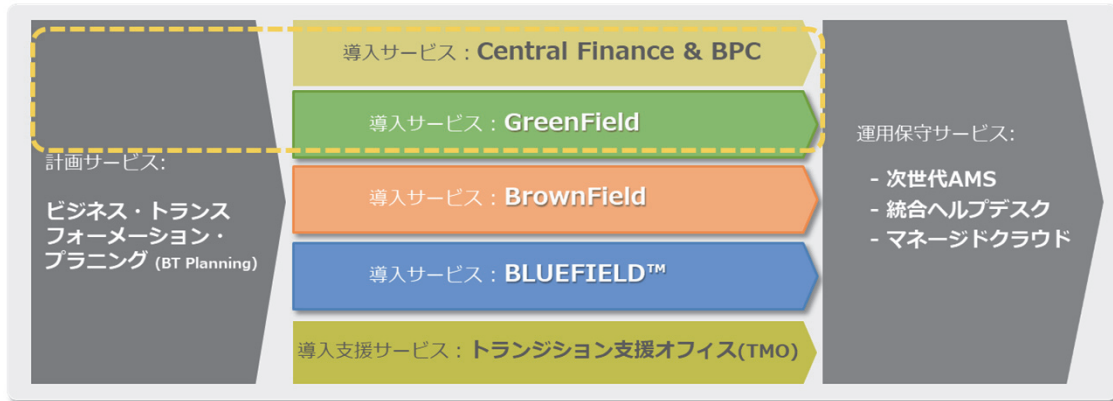 計画サービス:
ビジネス・トランス
フォーメーション・
プラニング (BT Planning)
導入サービス：Central Finance & BPC
導入サービス：GreenField
導入サービス：BrownField
導入サービス：BLUEFIELD™
導入支援サービス：トランジション支援オフィス(TMO)
運用保守サービス:
- 次世代AMS
- 統合ヘルプデスク
- マネージドクラウド